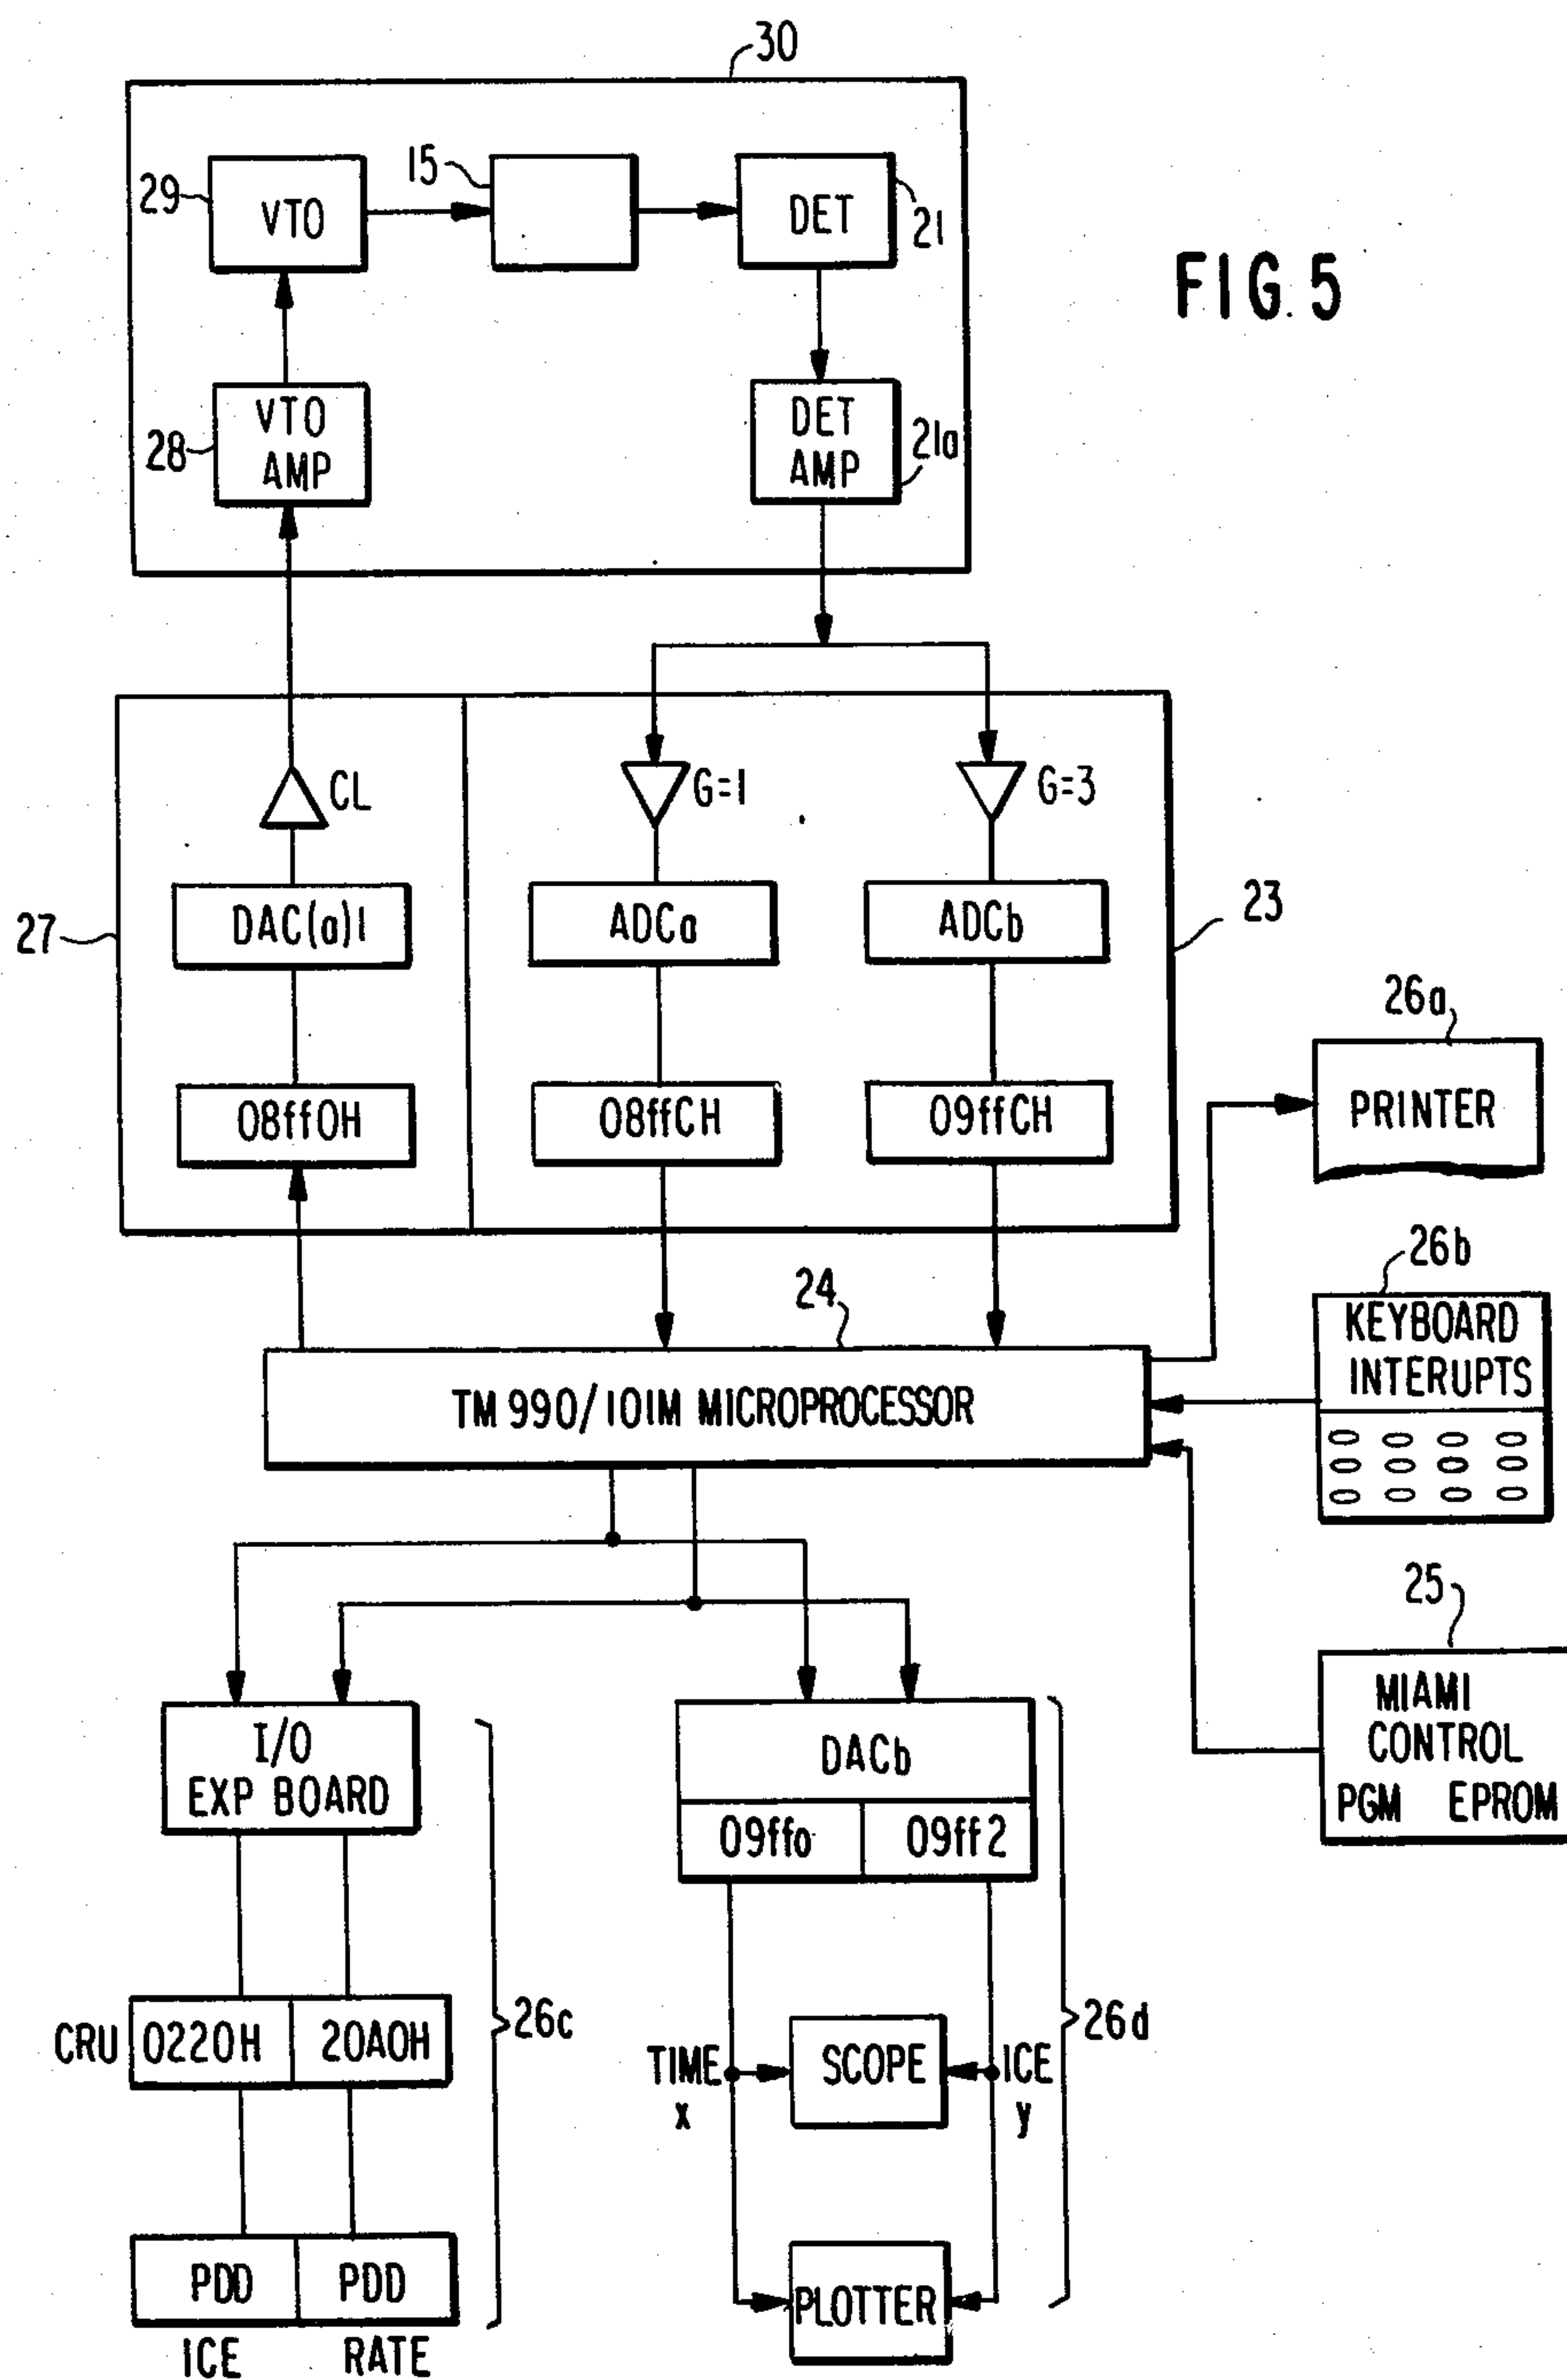 30
FIG. 5
29
VTO
15
DET
21
28
VTO
AMP
DET
AMP
21a
CL
G=1
G=3
27
DAC(a)1
ADCa
ADCb
23
08ff0H
08ffCH
09ffCH
26a
PRINTER
26b
KEYBOARD
INTERUPTS
24
TM 990/101M MICROPROCESSOR
25
MIAMI
CONTROL
PGM EPROM
I/O
EXP BOARD
DACb
09ffo
09ff2
26c
26d
CRU
0220H
20A0H
TIME
x
SCOPE
ICE
y
PDD
PDD
PLOTTER
ICE
RATE